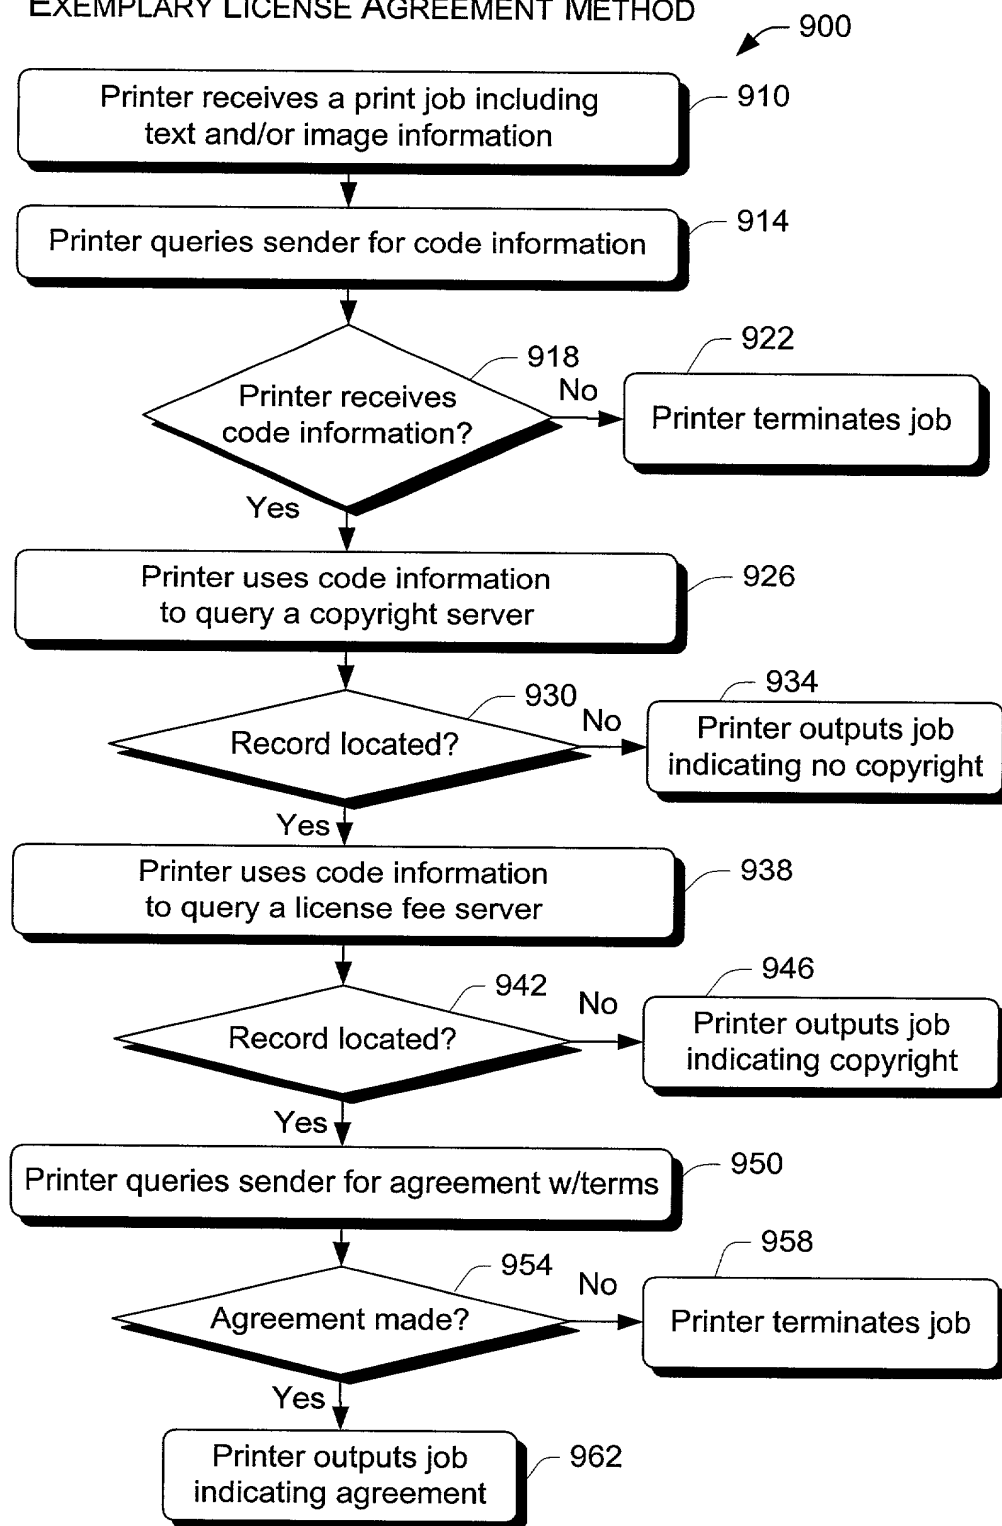 EXEMPLARY LICENSE AGREEMENT METHOD
900
Printer receives a print job including
text and/or image information
910
Printer queries sender for code information
914
Printer receives
code information?
918
No
Printer terminates job
922
Yes
Printer uses code information
to query a copyright server
926
Record located?
930
No
Printer outputs job
indicating no copyright
934
Yes
Printer uses code information
to query a license fee server
938
Record located?
942
No
Printer outputs job
indicating copyright
946
Yes
Printer queries sender for agreement w/terms
950
Agreement made?
954
No
Printer terminates job
958
Yes
Printer outputs job
indicating agreement
962